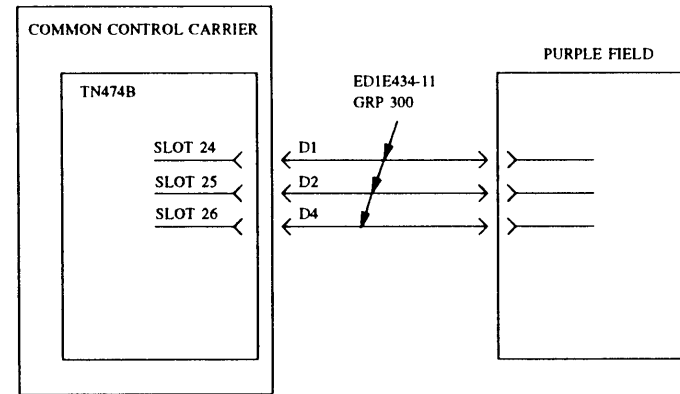 COMMON CONTROL CARRIER
PURPLE FIELD
TN474B
ED1E434-11
GRP 300
SLOT 24
D1
SLOT 25
D2
SLOT 26
D4